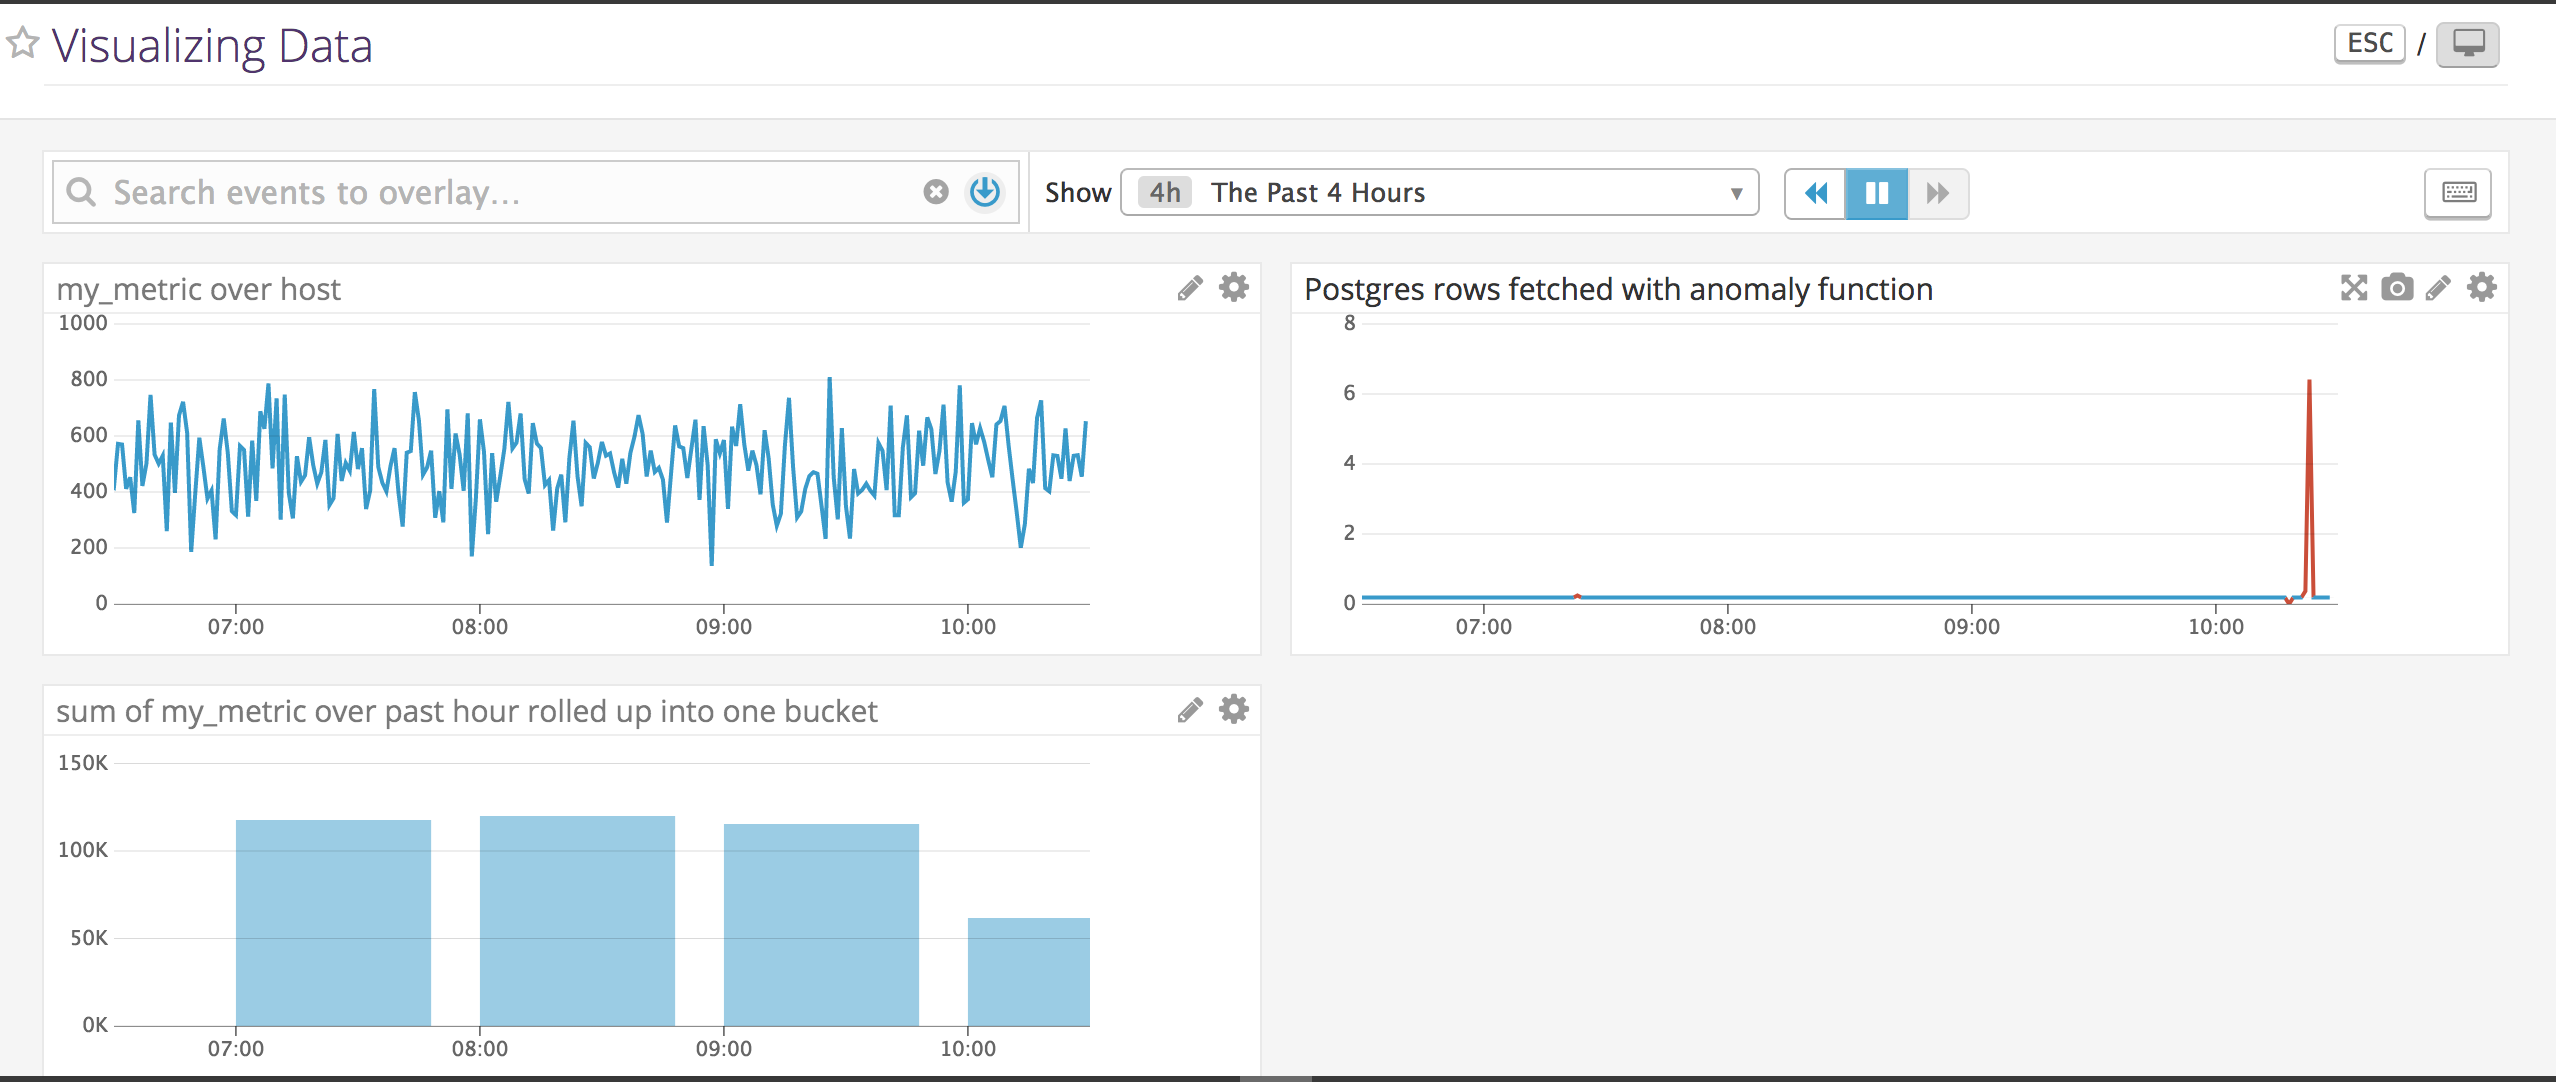 Visualizing Data
ESC /
Search events to overlay...
Show 4h The Past 4 Hours
my_metric over host
1000
800
600
400
200
0
07:00 08:00 09:00 10:00
Postgres rows fetched with anomaly function
8
6
4
2
0
07:00 08:00 09:00 10:00
sum of my_metric over past hour rolled up into one bucket
150K
100K
50K
0K
07:00 08:00 09:00 10:00